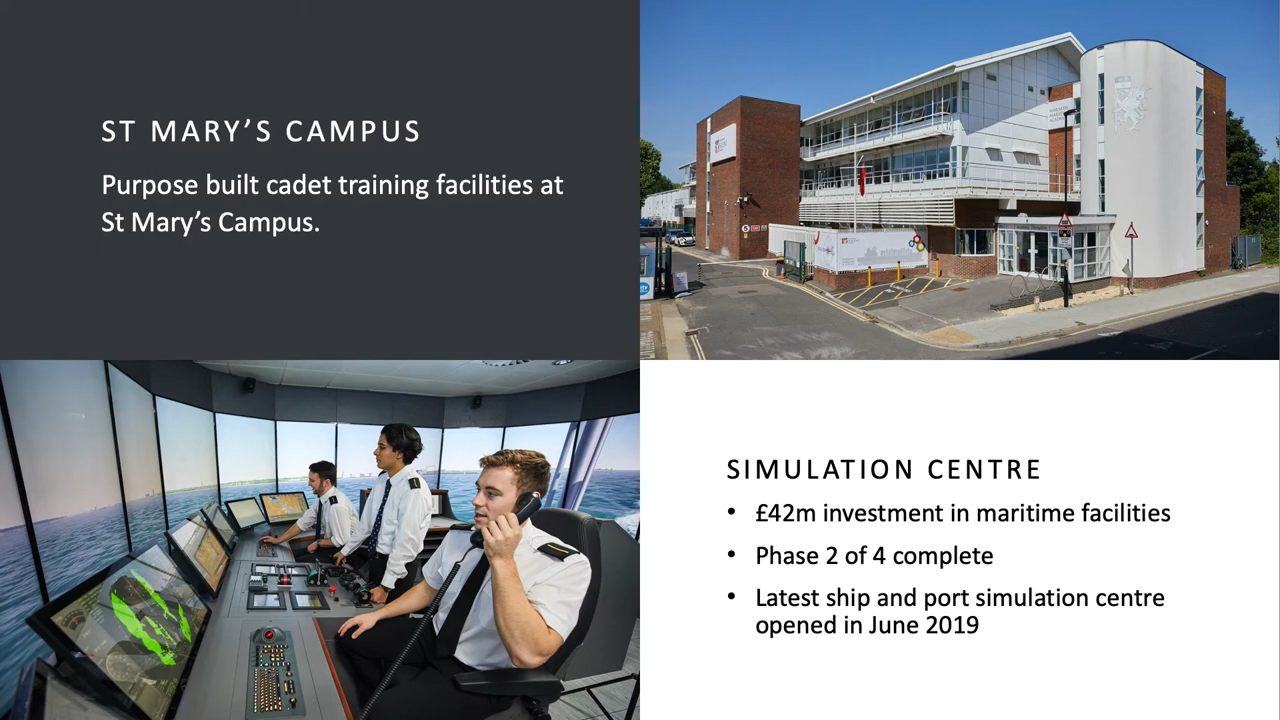 ST MARY’S CAMPUS
Purpose built cadet training facilities at
St Mary’s Campus.
SIMULATION CENTRE
• £42m investment in maritime facilities
• Phase 2 of 4 complete
• Latest ship and port simulation centre
opened in June 2019